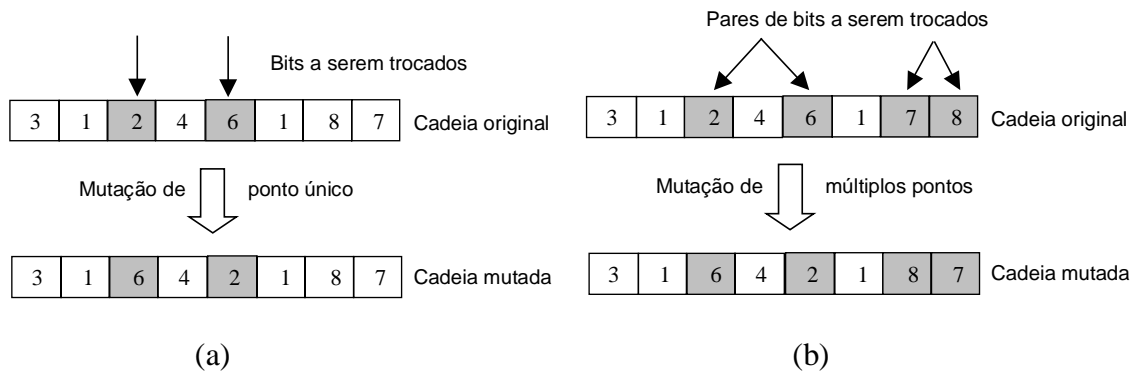 Bits a serem trocados
3 1 2 4 6 1 8 7 Cadeia original
Mutação de ponto único
3 1 6 4 2 1 8 7 Cadeia mutada
(a)
Pares de bits a serem trocados
3 1 2 4 6 1 7 8 Cadeia original
Mutação de múltiplos pontos
3 1 6 4 2 1 8 7 Cadeia mutada
(b)